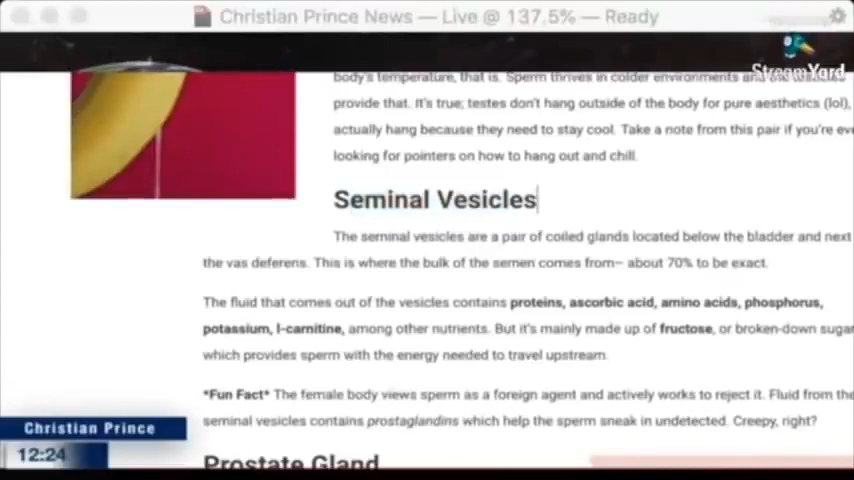 Christian Prince News — Live @ 137.5% — Ready
StreamYard
body's temperature, that is. Sperm thrives in colder environments and
provide that. It's true; testes don't hang outside of the body for pure aesthetics (lol),
actually hang because they need to stay cool. Take a note from this pair if you're eve
looking for pointers on how to hang out and chill.
Seminal Vesicles
The seminal vesicles are a pair of coiled glands located below the bladder and next
the vas deferens. This is where the bulk of the semen comes from– about 70% to be exact.
The fluid that comes out of the vesicles contains proteins, ascorbic acid, amino acids, phosphorus,
potassium, l-carnitine, among other nutrients. But it's mainly made up of fructose, or broken-down sugar
which provides sperm with the energy needed to travel upstream.
*Fun Fact* The female body views sperm as a foreign agent and actively works to reject it. Fluid from the
seminal vesicles contains prostaglandins which help the sperm sneak in undetected. Creepy, right?
Prostate Gland
Christian Prince
12:24